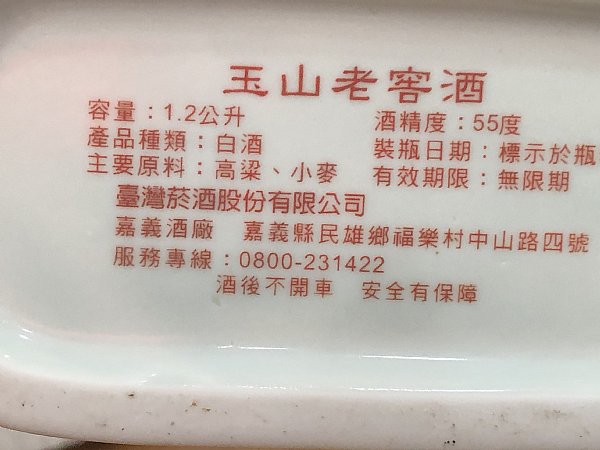 玉山老窖酒
容量：1.2公升 酒精度：55度
產品種類：白酒 裝瓶日期：標示於瓶
主要原料：高粱、小麥 有效期限：無限期
臺灣菸酒股份有限公司
嘉義酒廠 嘉義縣民雄鄉福樂村中山路四號
服務專線：0800-231422
酒後不開車 安全有保障